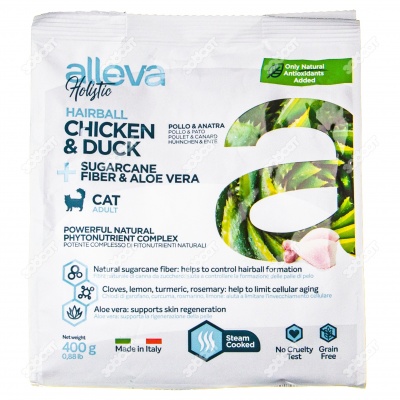 alleva
Holistic
Only Natural
Antioxidants
Added
HAIRBALL
CHICKEN
& DUCK
POLLO & ANATRA
POLLO & PATO
POULET & CANARD
HÜHNCHEN & ENTE
+ SUGARCANE
FIBER & ALOE VERA
CAT
ADULT
a
POWERFUL NATURAL
PHYTONUTRIENT COMPLEX
POTENTE COMPLESSO DI FITONUTRIENTI NATURALI
Natural sugarcane fiber: helps to control hairball formation
Cloves, lemon, turmeric, rosemary: help to limit cellular aging
Aloe vera: supports skin regeneration
Net weight
400 g
0,88 lb
Made in Italy
Steam
Cooked
No Cruelty
Test
Grain
Free